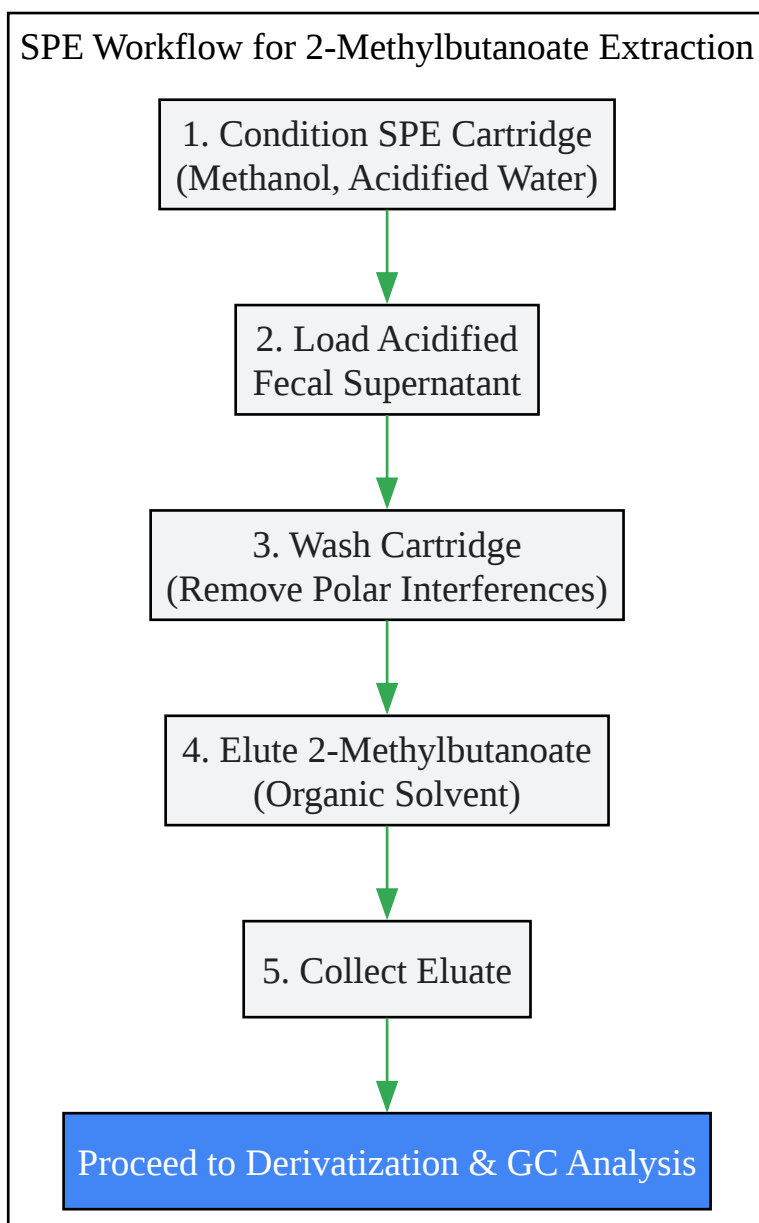 SPE Workflow for 2-Methylbutanoate Extraction
1. Condition SPE Cartridge
(Methanol, Acidified Water)
2. Load Acidified
Fecal Supernatant
3. Wash Cartridge
(Remove Polar Interferences)
4. Elute 2-Methylbutanoate
(Organic Solvent)
5. Collect Eluate
Proceed to Derivatization & GC Analysis